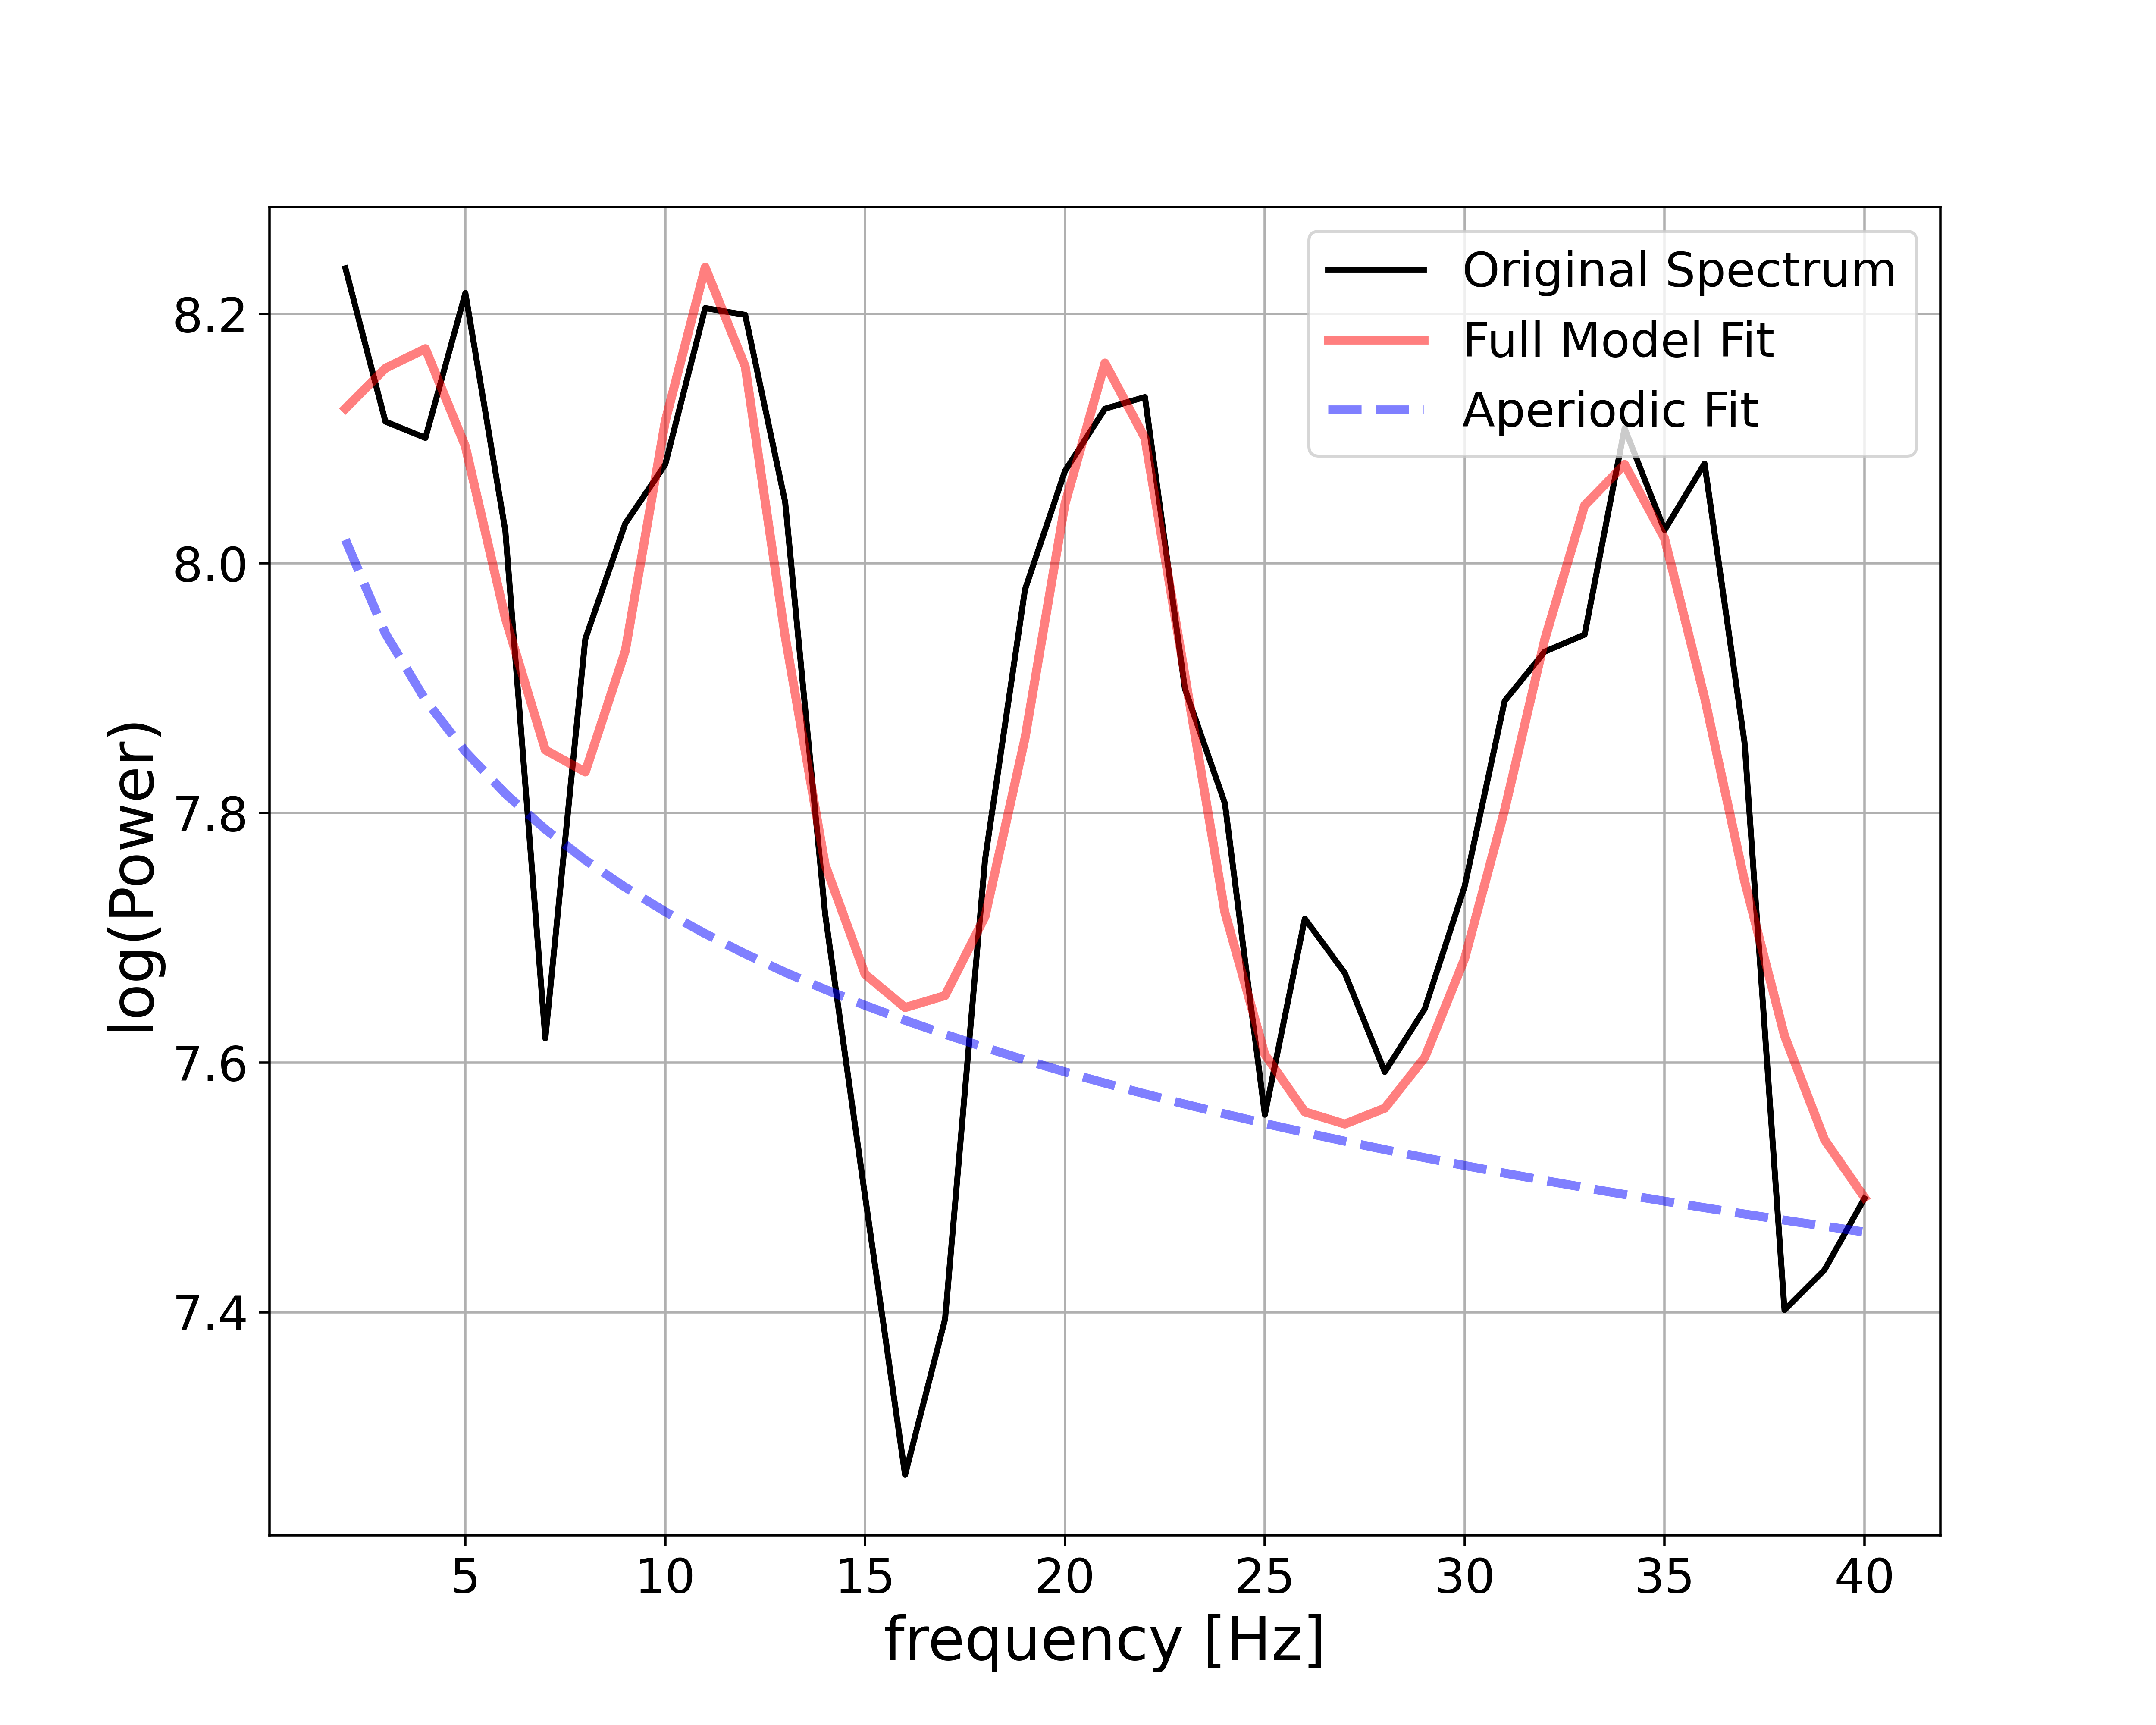 Original Spectrum
Full Model Fit
Aperiodic Fit
8.2
8.0
7.8
7.6
7.4
log(Power)
5 10 15 20 25 30 35 40
frequency [Hz]